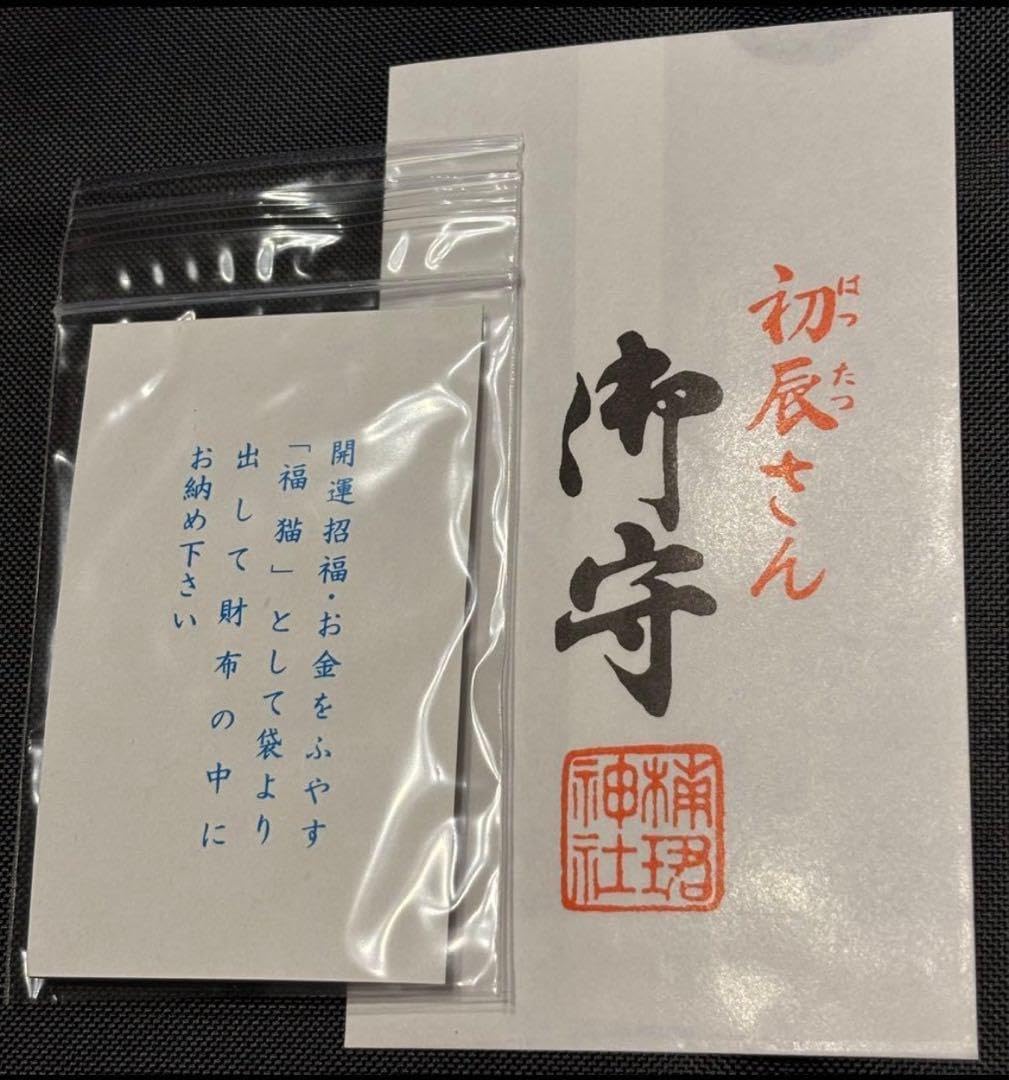 初辰さん
はつ
たつ
御守
楠珺
神社
開運招福・お金をふやす
「福猫」として袋より
出して財布の中に
お納め下さい